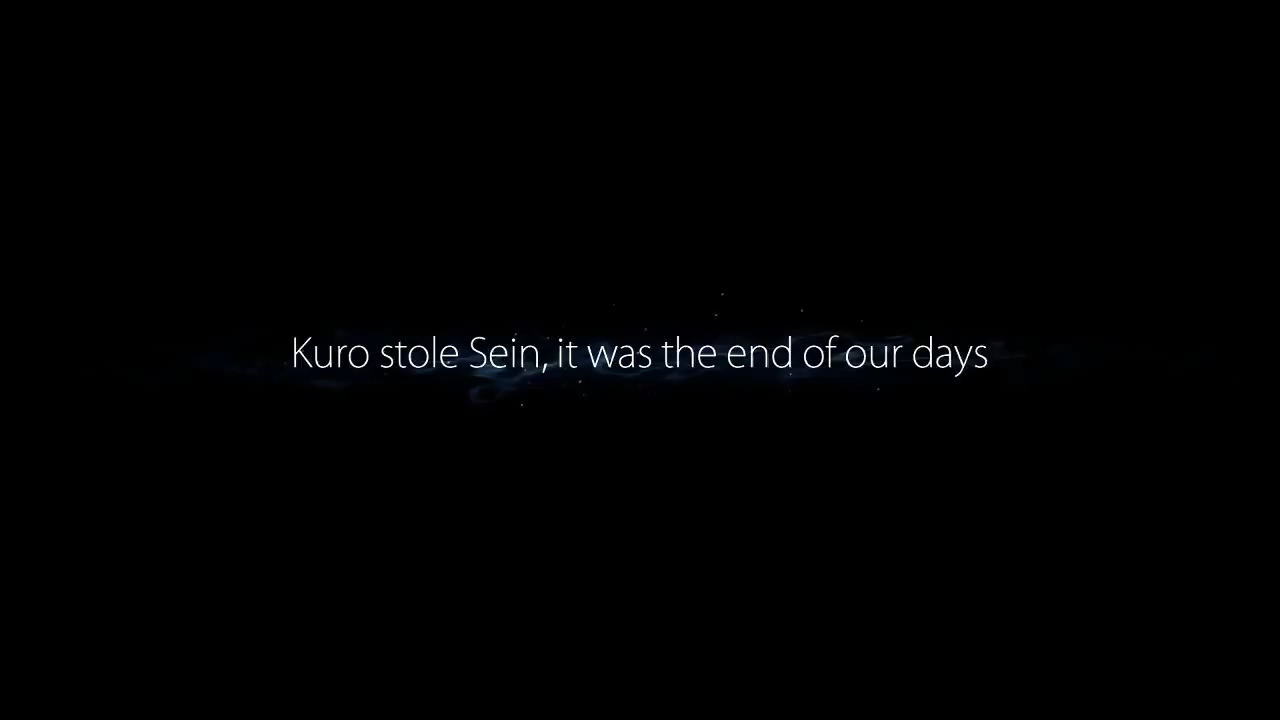 Kuro stole Sein, it was the end of our days